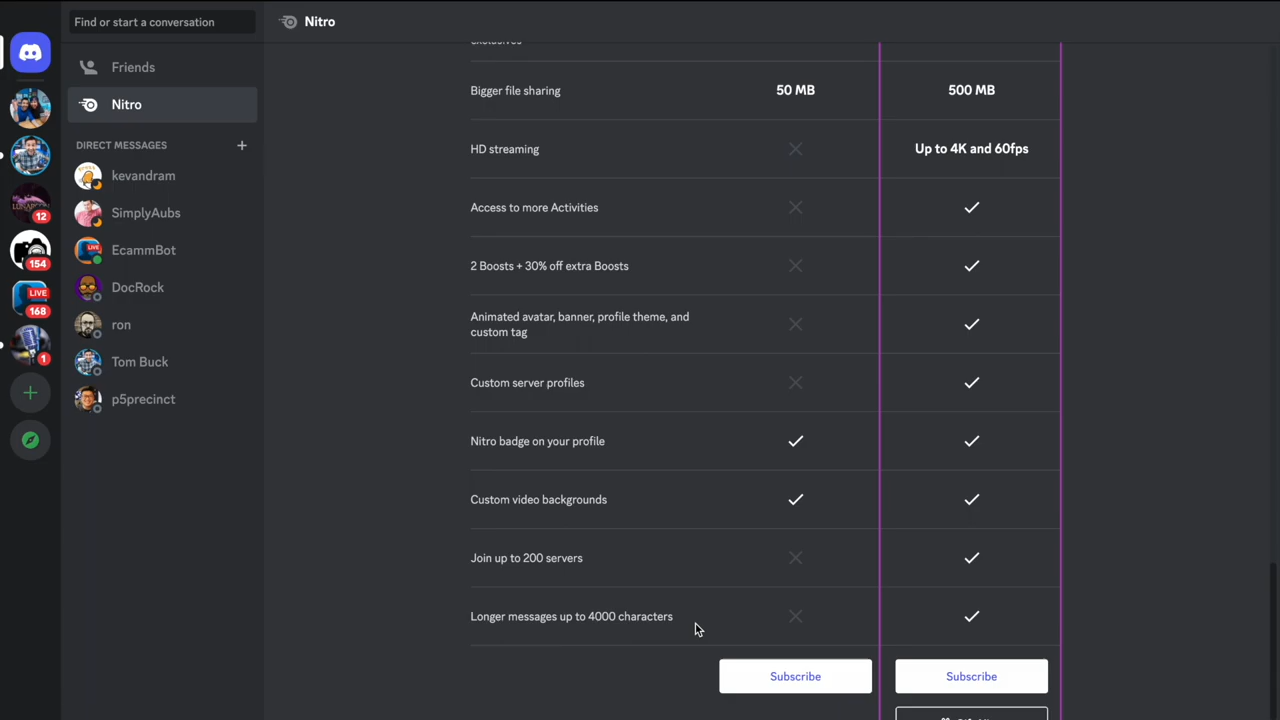 Find or start a conversation
Nitro
Friends
Nitro
DIRECT MESSAGES
kevandram
SimplyAubs
LIVE
EcammBot
DocRock
ron
Tom Buck
p5precinct
12
154
LIVE
168
1
Bigger file sharing 50 MB 500 MB
HD streaming Up to 4K and 60fps
Access to more Activities
2 Boosts + 30% off extra Boosts
Animated avatar, banner, profile theme, and
custom tag
Custom server profiles
Nitro badge on your profile
Custom video backgrounds
Join up to 200 servers
Longer messages up to 4000 characters
Subscribe Subscribe